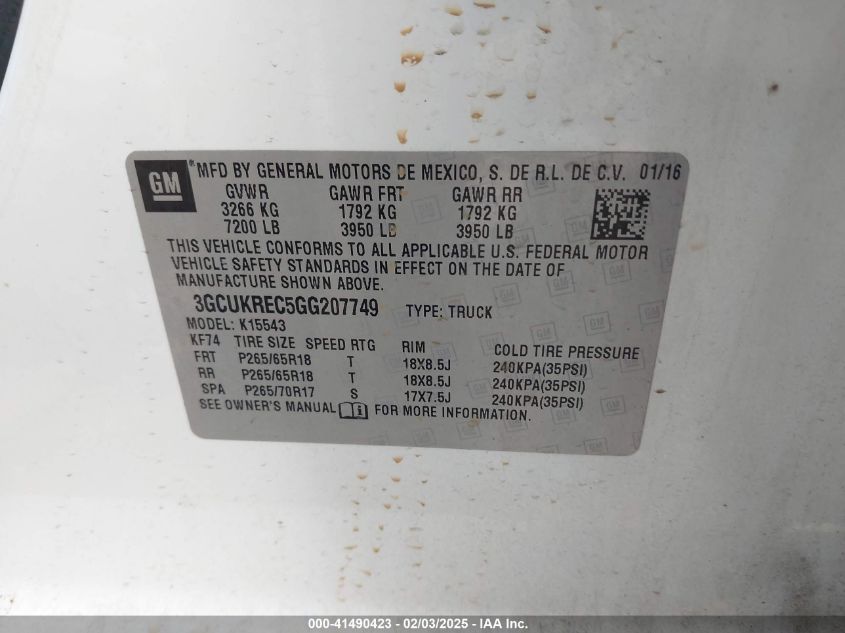 GM ® MFD BY GENERAL MOTORS DE MEXICO, S. DE R.L. DE C.V. 01/16
GVWR GAWR FRT GAWR RR
3266 KG 1792 KG 1792 KG
7200 LB 3950 LB 3950 LB
THIS VEHICLE CONFORMS TO ALL APPLICABLE U.S. FEDERAL MOTOR
VEHICLE SAFETY STANDARDS IN EFFECT ON THE DATE OF
MANUFACTURE SHOWN ABOVE.
3GCUKREC5GG207749 TYPE: TRUCK
MODEL: K15543
KF74 TIRE SIZE SPEED RTG RIM COLD TIRE PRESSURE
FRT P265/65R18 T 18X8.5J 240KPA(35PSI)
RR P265/65R18 T 18X8.5J 240KPA(35PSI)
SPA P265/70R17 S 17X7.5J 240KPA(35PSI)
SEE OWNER'S MANUAL FOR MORE INFORMATION.
000-41490423 - 02/03/2025 - IAA Inc.